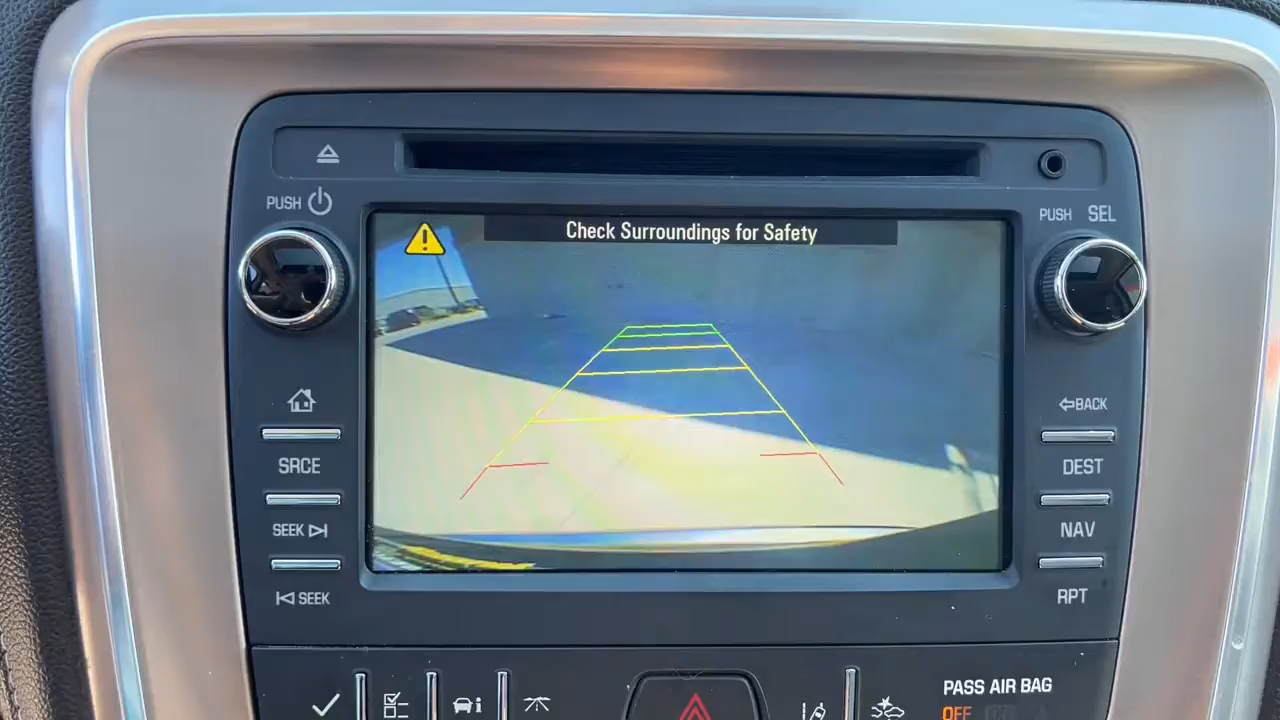 PUSH
PUSH SEL
Check Surroundings for Safety
BACK
SRCE
DEST
SEEK
NAV
SEEK
RPT
PASS AIR BAG
OFF